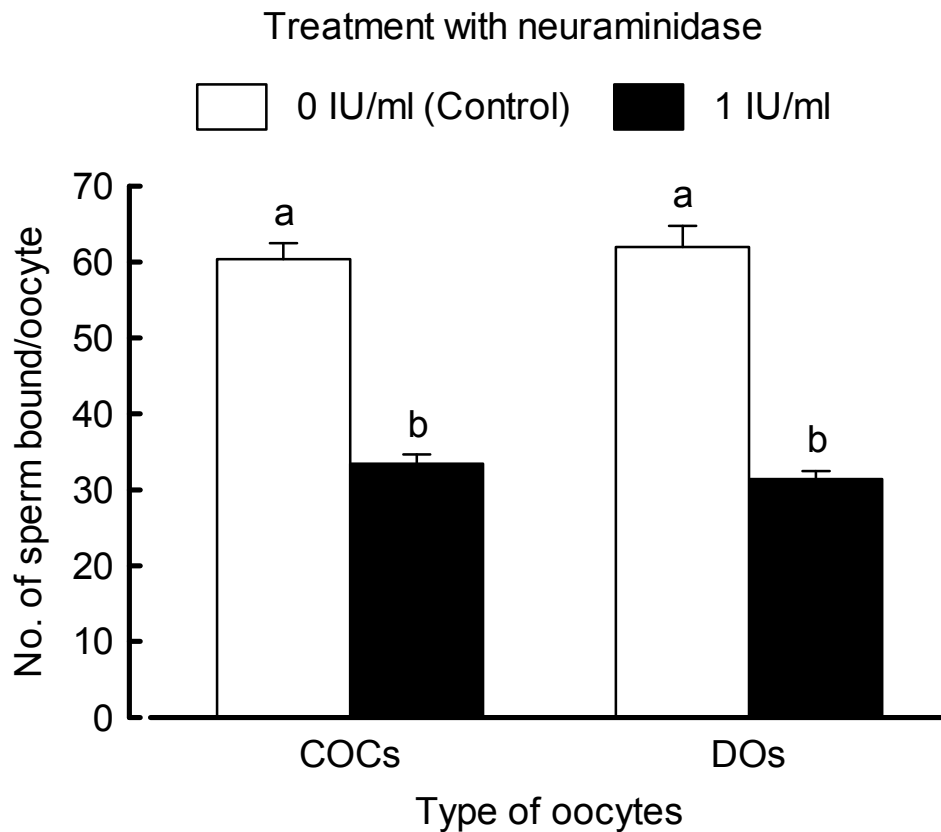 Treatment with neuraminidase
0 IU/ml (Control) 1 IU/ml
No. of sperm bound/oocyte
70
60
50
40
30
20
10
0
a
b
a
b
COCs DOs
Type of oocytes